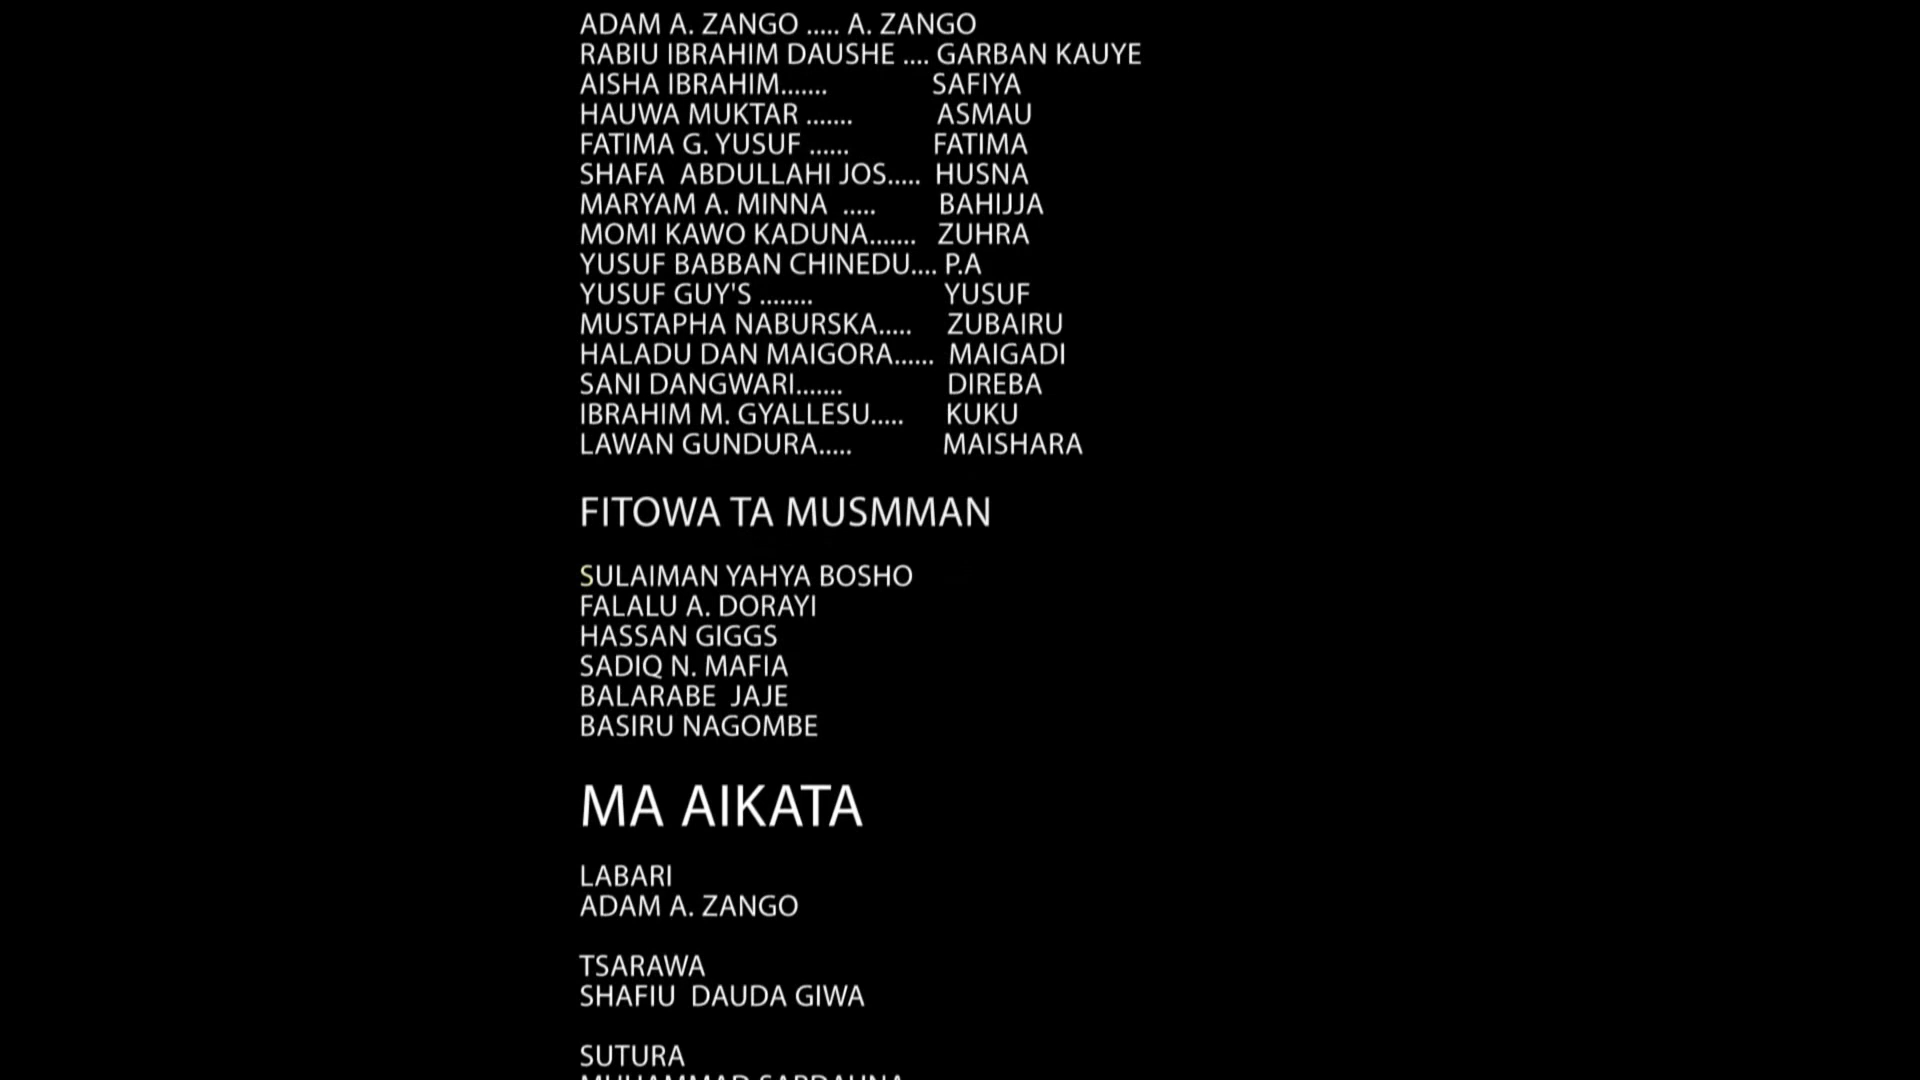 ADAM A. ZANGO ..... A. ZANGO
RABIU IBRAHIM DAUSHE .... GARBAN KAUYE
AISHA IBRAHIM....... SAFIYA
HAUWA MUKTAR ....... ASMAU
FATIMA G. YUSUF ...... FATIMA
SHAFA ABDULLAHI JOS..... HUSNA
MARYAM A. MINNA ..... BAHIJJA
MOMI KAWO KADUNA....... ZUHRA
YUSUF BABBAN CHINEDU.... P.A
YUSUF GUY'S ........ YUSUF
MUSTAPHA NABURSKA..... ZUBAIRU
HALADU DAN MAIGORA...... MAIGADI
SANI DANGWARI....... DIREBA
IBRAHIM M. GYALLESU..... KUKU
LAWAN GUNDURA..... MAISHARA
FITOWA TA MUSMMAN
SULAIMAN YAHYA BOSHO
FALALU A. DORAYI
HASSAN GIGGS
SADIQ N. MAFIA
BALARABE JAJE
BASIRU NAGOMBE
MA AIKATA
LABARI
ADAM A. ZANGO
TSARAWA
SHAFIU DAUDA GIWA
SUTURA